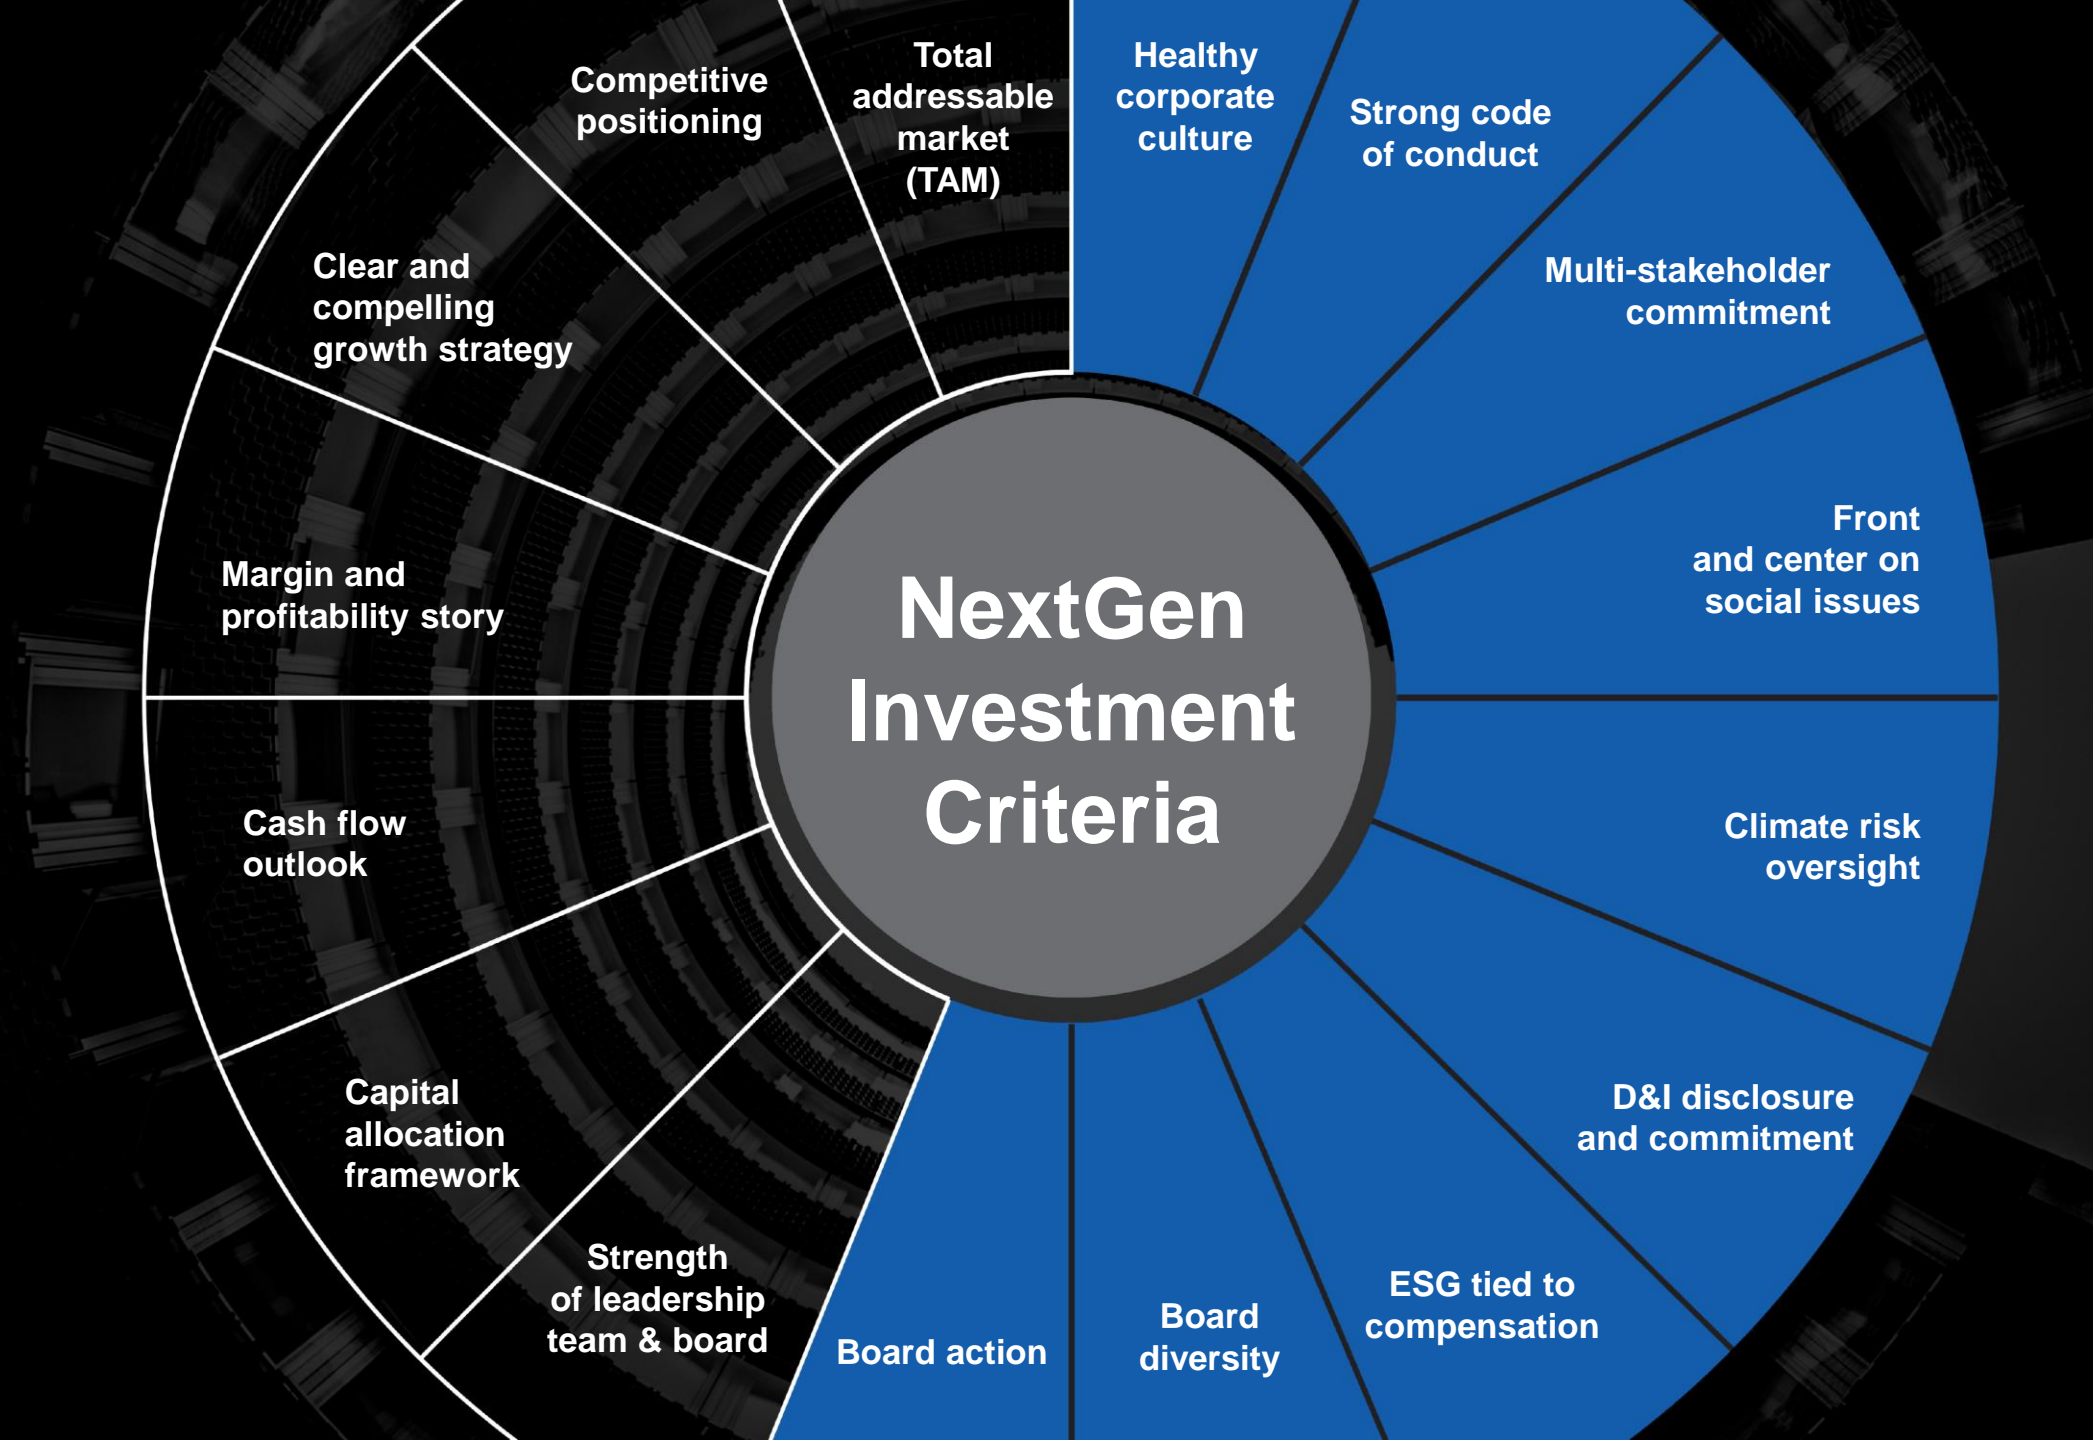 Total
addressable
market
(TAM)
Healthy
corporate
culture
Strong code
of conduct
Multi-stakeholder
commitment
Front
and center on
social issues
Climate risk
oversight
D&I disclosure
and commitment
ESG tied to
compensation
Board
diversity
Board action
Strength
of leadership
team & board
Capital
allocation
framework
Cash flow
outlook
Margin and
profitability story
Clear and
compelling
growth strategy
Competitive
positioning
NextGen
Investment
Criteria